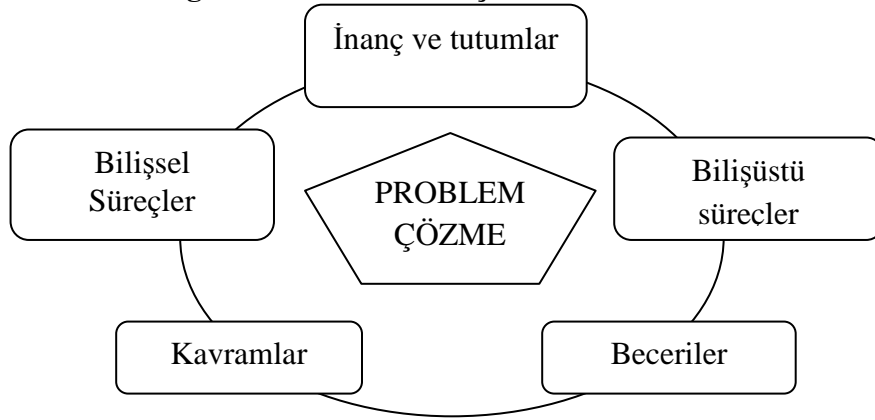 İnanç ve tutumlar
Bilişsel
Süreçler
PROBLEM
ÇÖZME
Bilişüstü
süreçler
Kavramlar
Beceriler